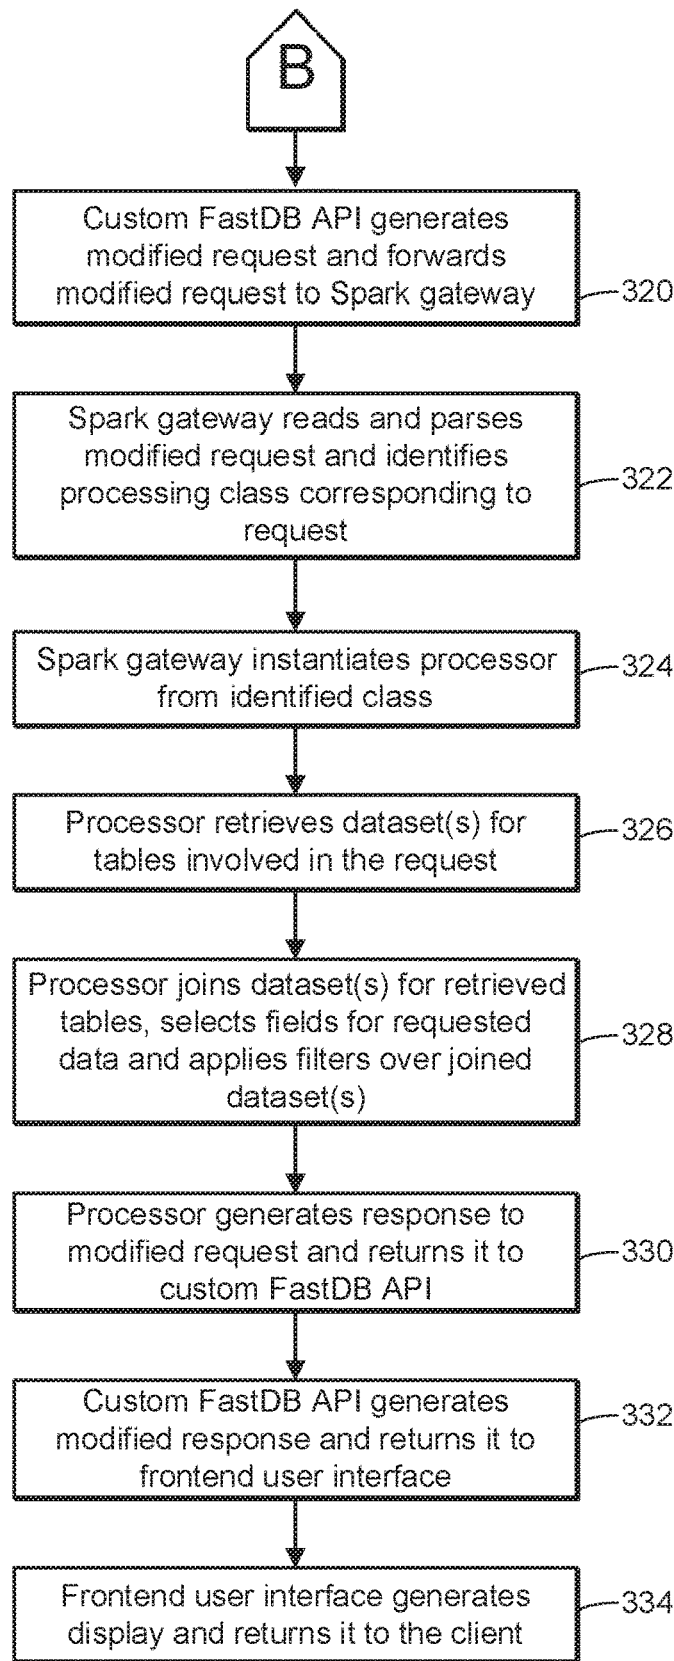 B
Custom FastDB API generates
modified request and forwards
modified request to Spark gateway
320
Spark gateway reads and parses
modified request and identifies
processing class corresponding to
request
322
Spark gateway instantiates processor
from identified class
324
Processor retrieves dataset(s) for
tables involved in the request
326
Processor joins dataset(s) for retrieved
tables, selects fields for requested
data and applies filters over joined
dataset(s)
328
Processor generates response to
modified request and returns it to
custom FastDB API
330
Custom FastDB API generates
modified response and returns it to
frontend user interface
332
Frontend user interface generates
display and returns it to the client
334